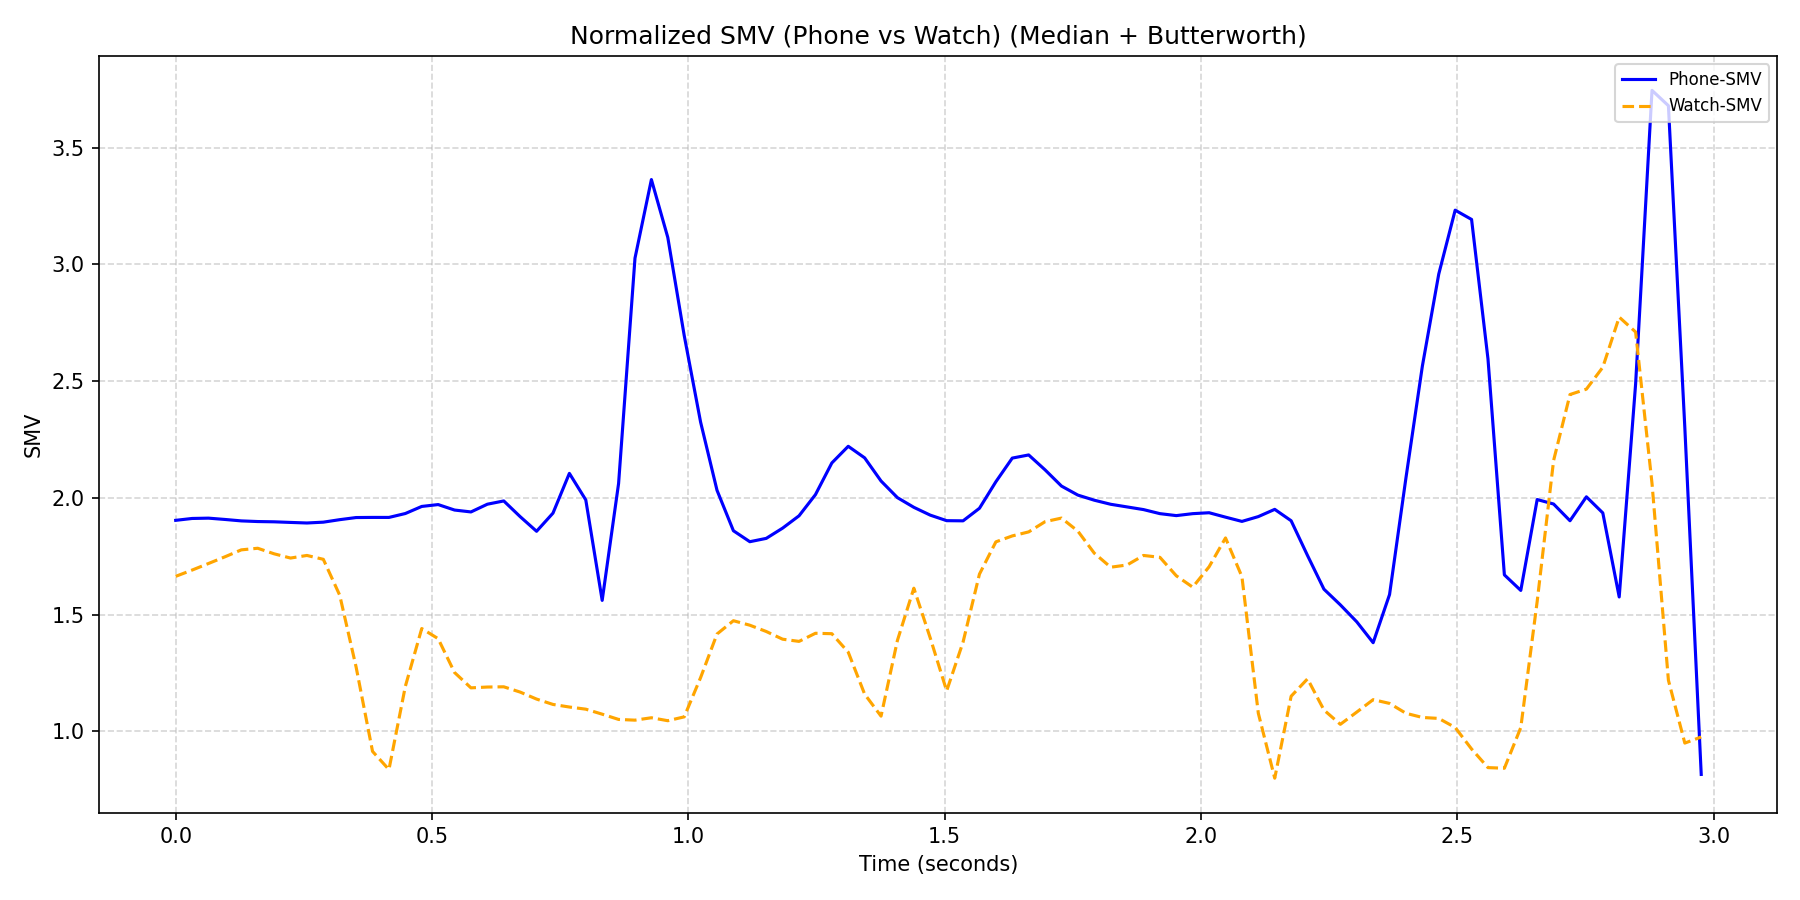 Normalized SMV (Phone vs Watch) (Median + Butterworth)
Phone-SMV
Watch-SMV
SMV
3.5
3.0
2.5
2.0
1.5
1.0
0.0 0.5 1.0 1.5 2.0 2.5 3.0
Time (seconds)